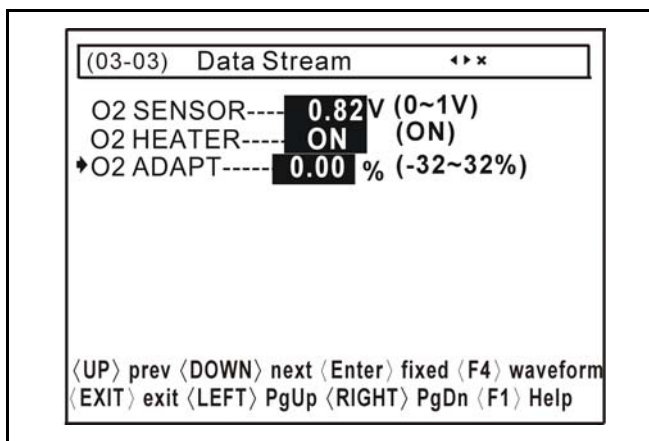 (03-03) Data Stream
O2 SENSOR---- 0.82 V (0~1V)
O2 HEATER----- ON (ON)
O2 ADAPT----- 0.00 % (-32~32%)
〈UP〉 prev 〈DOWN〉 next 〈Enter〉 fixed 〈F4〉 waveform
〈EXIT〉 exit 〈LEFT〉 PgUp 〈RIGHT〉 PgDn 〈F1〉 Help